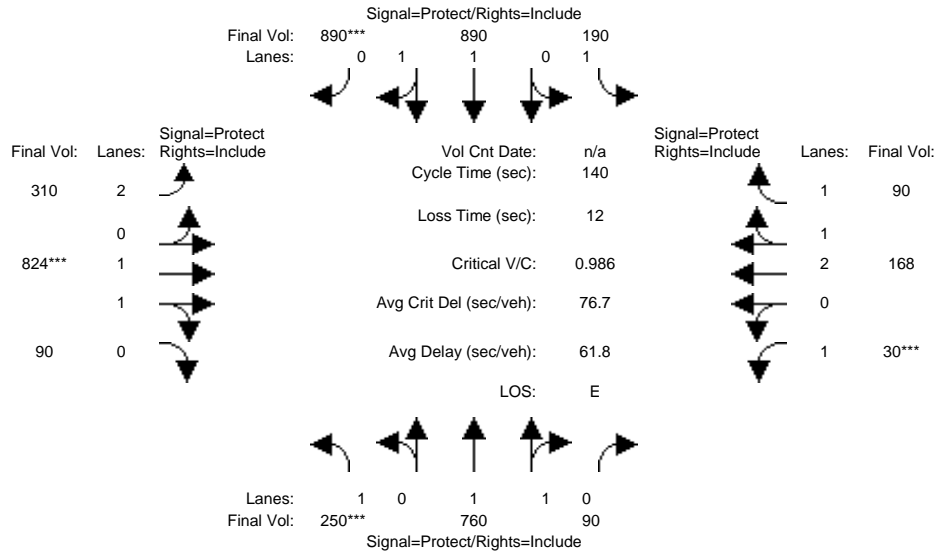 Signal=Protect/Rights=Include
Final Vol: 890*** 890 190
Lanes: 0 1 1 0 1
Signal=Protect
Final Vol: Lanes: Rights=Include
Vol Cnt Date: n/a
Signal=Protect
Rights=Include Lanes: Final Vol:
Cycle Time (sec): 140
310 2
1 90
Loss Time (sec): 12
0
1
824*** 1
Critical V/C: 0.986
2 168
1
Avg Crit Del (sec/veh): 76.7
0
90 0
Avg Delay (sec/veh): 61.8
1 30***
LOS: E
Lanes: 1 0 1 1 0
Final Vol: 250*** 760 90
Signal=Protect/Rights=Include